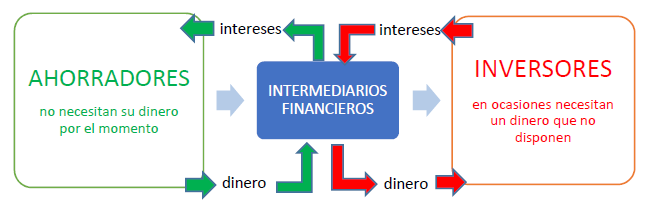 intereses
intereses
AHORRADORES
no necesitan su dinero
por el momento
INTERMEDIARIOS
FINANCIEROS
INVERSORES
en ocasiones necesitan
un dinero que no
disponen
dinero
dinero